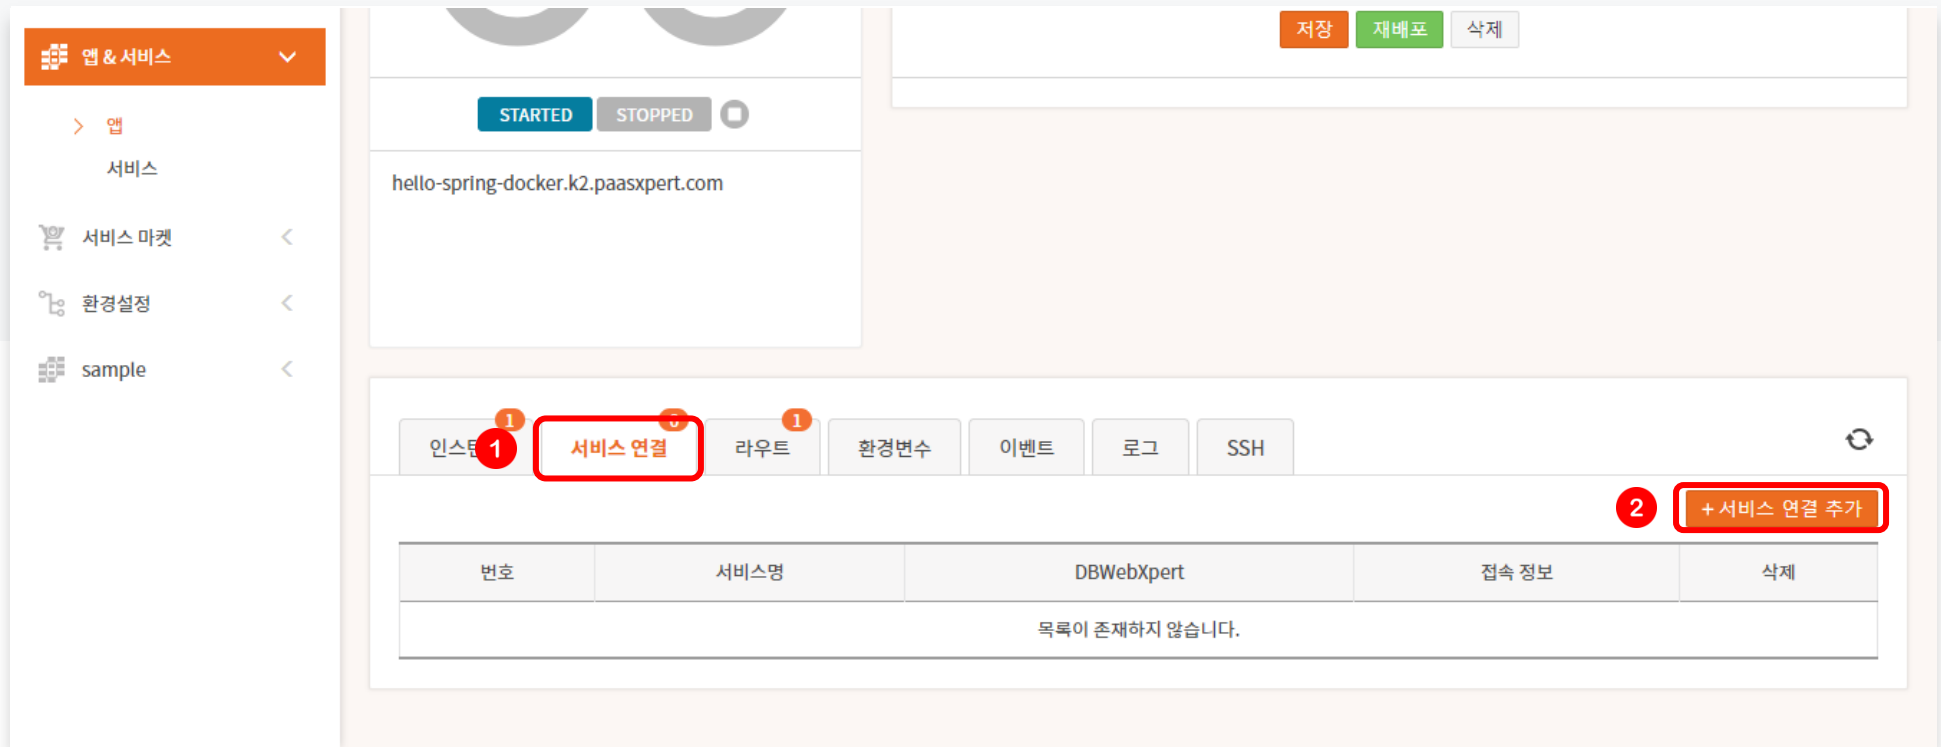 앱 & 서비스
앱
서비스
서비스 마켓
환경설정
sample
저장 재배포 삭제
STARTED STOPPED
hello-spring-docker.k2.paasxpert.com
1 1
1 서비스 연결 라우트 환경변수 이벤트 로그 SSH
2 + 서비스 연결 추가
번호 서비스명 DBWebXpert 접속 정보 삭제
목록이 존재하지 않습니다.